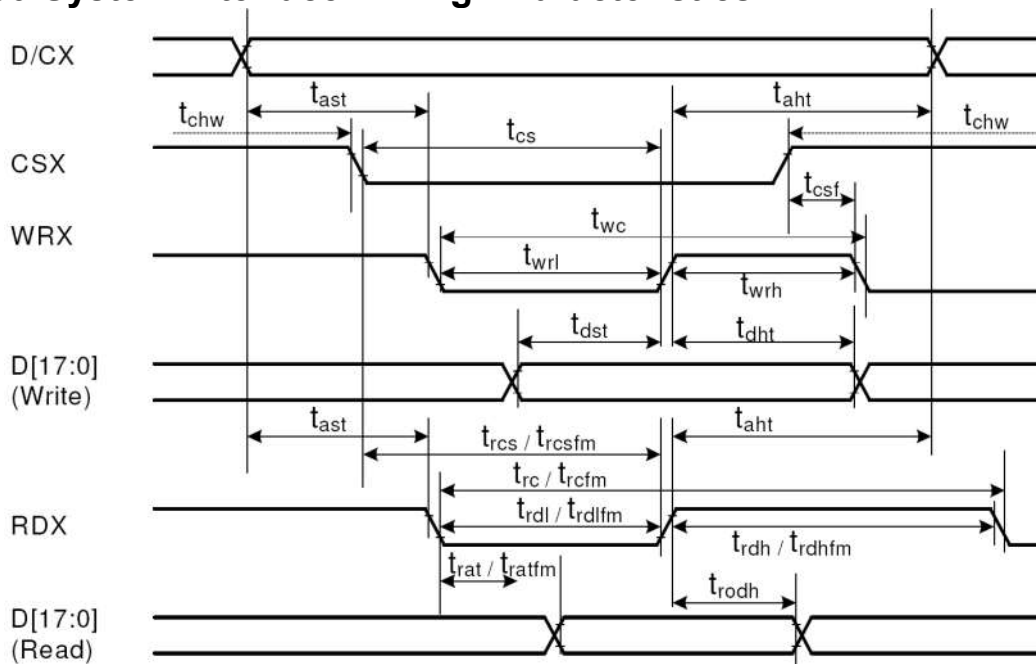 D/CX
t_ast
t_aht
t_chw
t_chw
t_cs
CSX
t_csf
WRX
t_wc
t_wrl
t_wrh
t_dst
t_dht
D[17:0]
(Write)
t_ast
t_aht
t_rcs / t_rcsfm
t_rc / t_rcfm
RDX
t_rdl / t_rdlfm
t_rdh / t_rdhfm
t_rat / t_ratfm
t_rodh
D[17:0]
(Read)